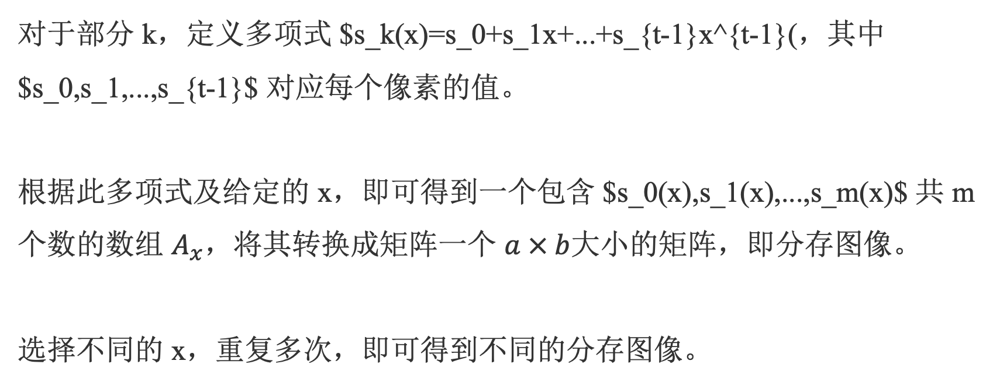 对于部分 k，定义多项式 $s_k(x)=s_0+s_1x+...+s_{t-1}x^{t-1}(，其中
$s_0,s_1,...,s_{t-1}$ 对应每个像素的值。
根据此多项式及给定的 x，即可得到一个包含 $s_0(x),s_1(x),...,s_m(x)$ 共 m
个数的数组 𝐴ₓ，将其转换成矩阵一个 𝑎 × 𝑏大小的矩阵，即分存图像。
选择不同的 x，重复多次，即可得到不同的分存图像。